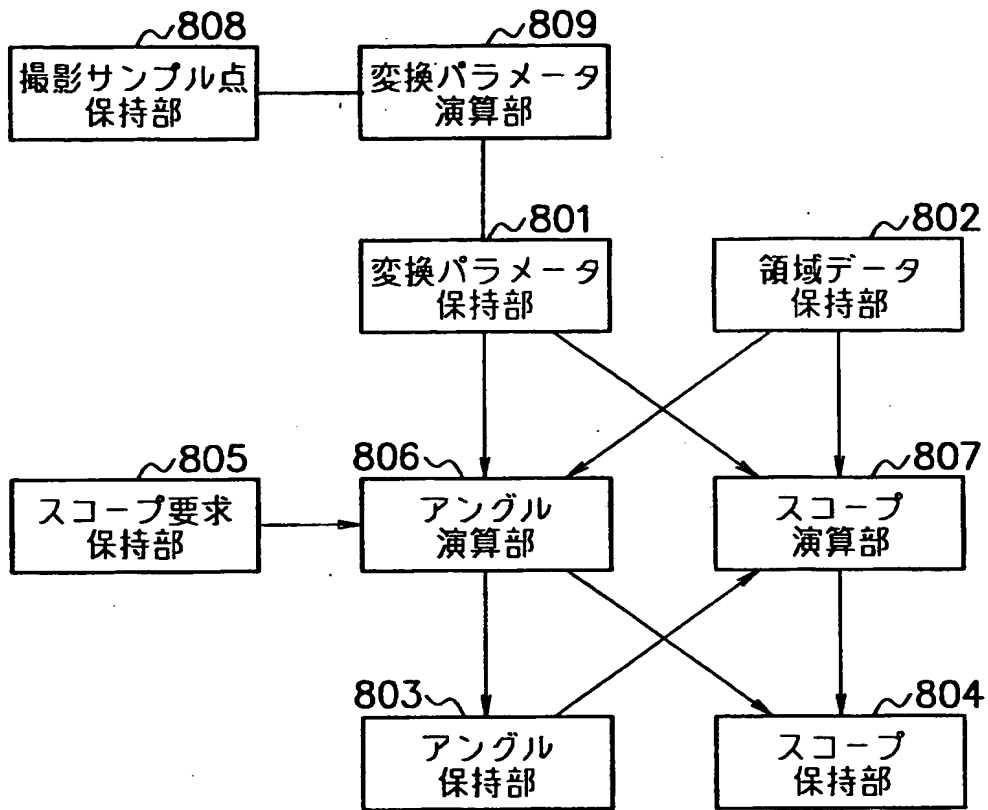 808
撮影サンプル点
保持部
809
変換パラメータ
演算部
801
変換パラメータ
保持部
802
領域データ
保持部
805
スコープ要求
保持部
806
アングル
演算部
807
スコープ
演算部
803
アングル
保持部
804
スコープ
保持部